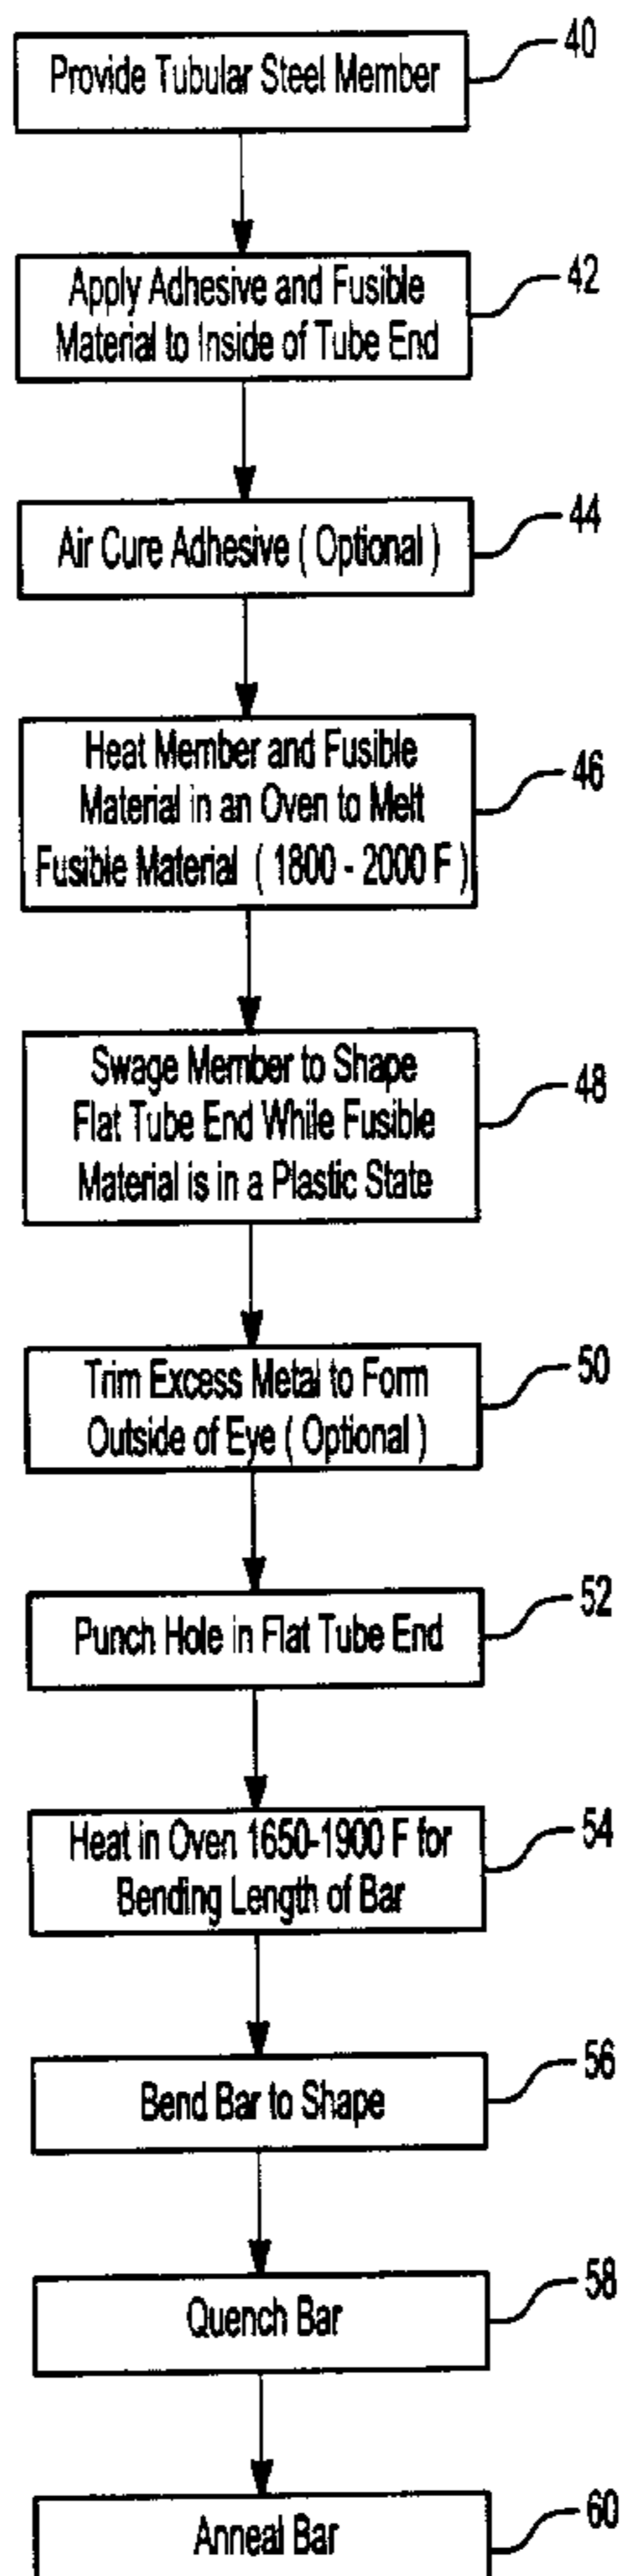 Provide Tubular Steel Member
40
Apply Adhesive and Fusible
Material to Inside of Tube End
42
Air Cure Adhesive ( Optional )
44
Heat Member and Fusible
Material in an Oven to Melt
Fusible Material ( 1800 - 2000 F )
46
Swage Member to Shape
Flat Tube End While Fusible
Material is in a Plastic State
48
Trim Excess Metal to Form
Outside of Eye ( Optional )
50
Punch Hole in Flat Tube End
52
Heat in Oven 1650-1900 F for
Bending Length of Bar
54
Bend Bar to Shape
56
Quench Bar
58
Anneal Bar
60